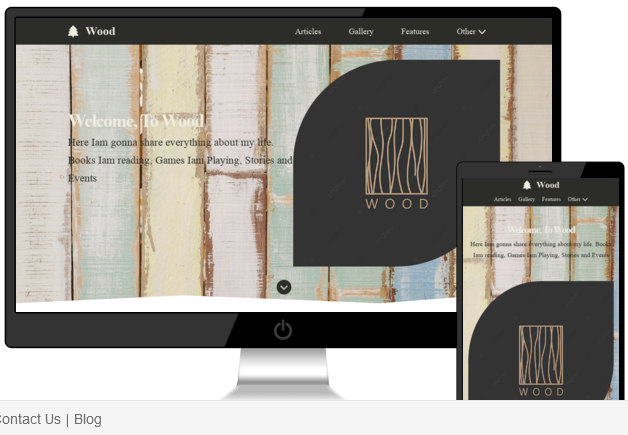 Wood
Articles Gallery Features Other
Welcome, To Wood
Here Iam gonna share everything about my life.
Books Iam reading, Games Iam Playing, Stories and
Events
WOOD
Wood
Articles Gallery Features Other
Welcome, To Wood
Here Iam gonna share everything about my life. Books
Iam reading, Games Iam Playing, Stories and Events
WOOD
ontact Us | Blog